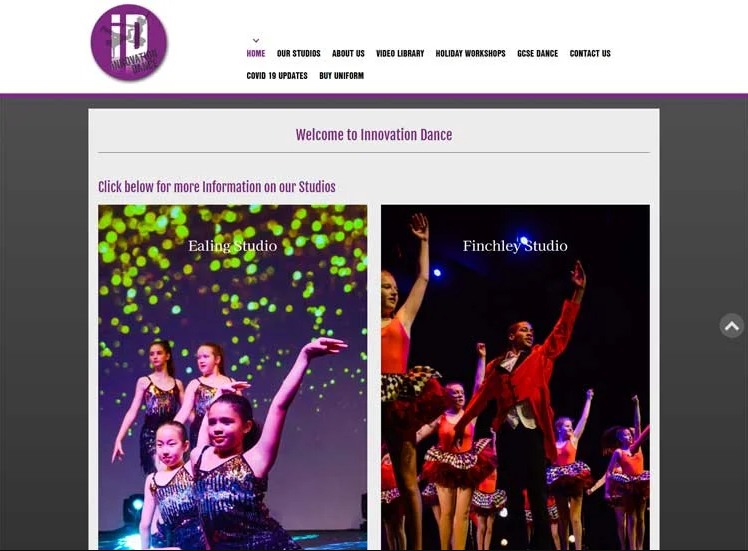 iD
INNOVATION
DANCE
HOME OUR STUDIOS ABOUT US VIDEO LIBRARY HOLIDAY WORKSHOPS GCSE DANCE CONTACT US
COVID 19 UPDATES BUY UNIFORM
Welcome to Innovation Dance
Click below for more Information on our Studios
Ealing Studio
Finchley Studio